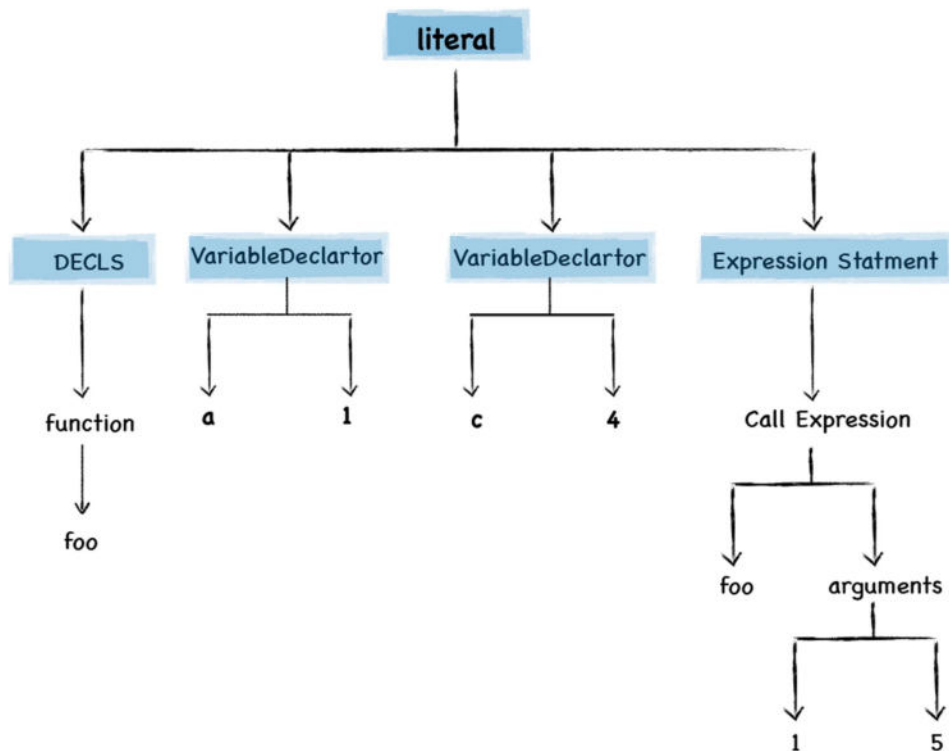 literal
DECLS
VariableDeclartor
VariableDeclartor
Expression Statment
function
a
1
c
4
Call Expression
foo
foo
arguments
1
5